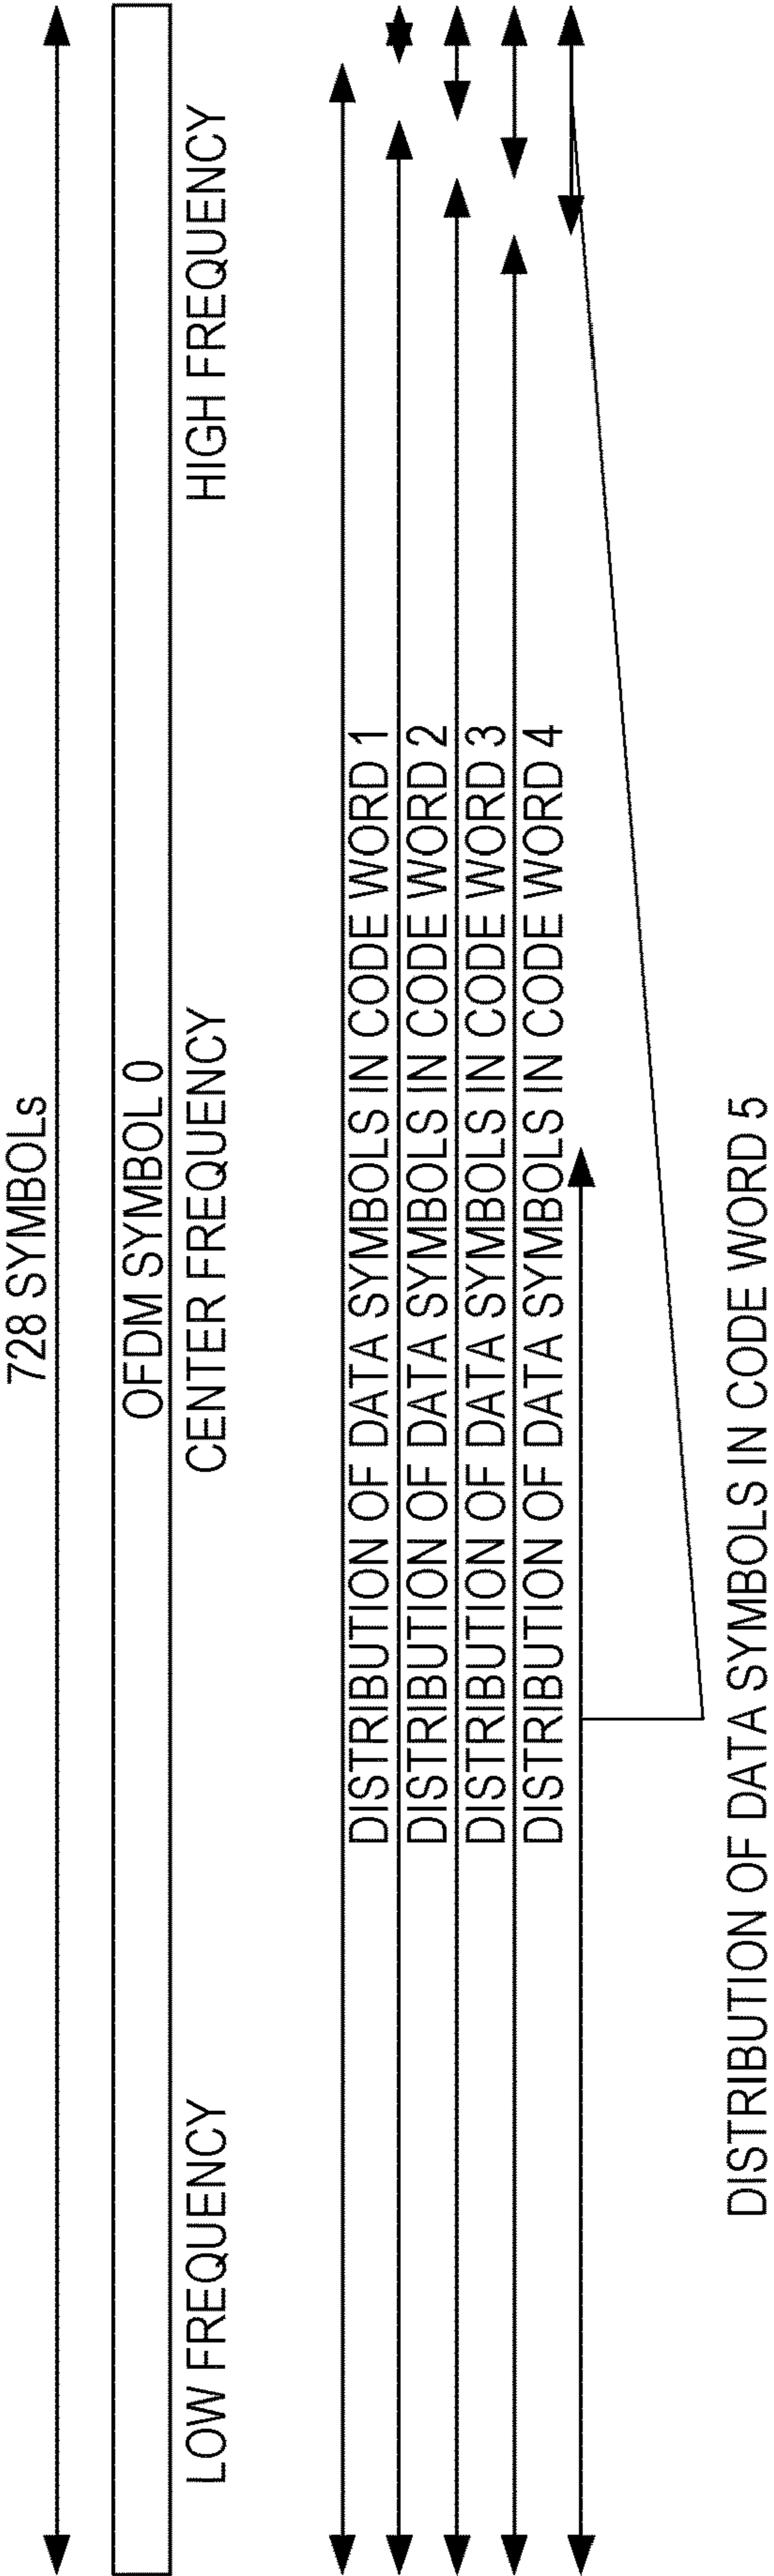 728 SYMBOLs
OFDM SYMBOL 0
LOW FREQUENCY
CENTER FREQUENCY
HIGH FREQUENCY
DISTRIBUTION OF DATA SYMBOLS IN CODE WORD 1
DISTRIBUTION OF DATA SYMBOLS IN CODE WORD 2
DISTRIBUTION OF DATA SYMBOLS IN CODE WORD 3
DISTRIBUTION OF DATA SYMBOLS IN CODE WORD 4
DISTRIBUTION OF DATA SYMBOLS IN CODE WORD 5